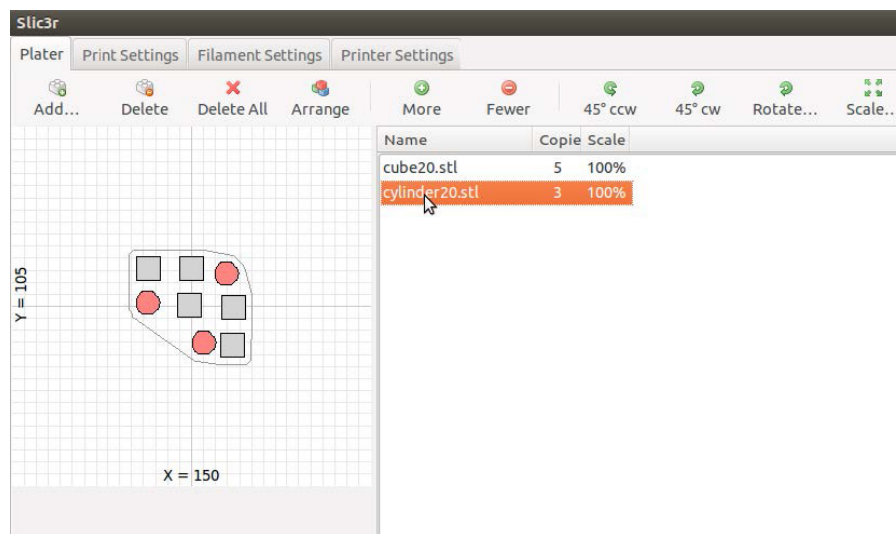 Slic3r
Plater Print Settings Filament Settings Printer Settings
Add... Delete Delete All Arrange More Fewer 45° ccw 45° cw Rotate... Scale..
Name Copie Scale
cube20.stl 5 100%
cylinder20.stl 3 100%
Y = 105
X = 150